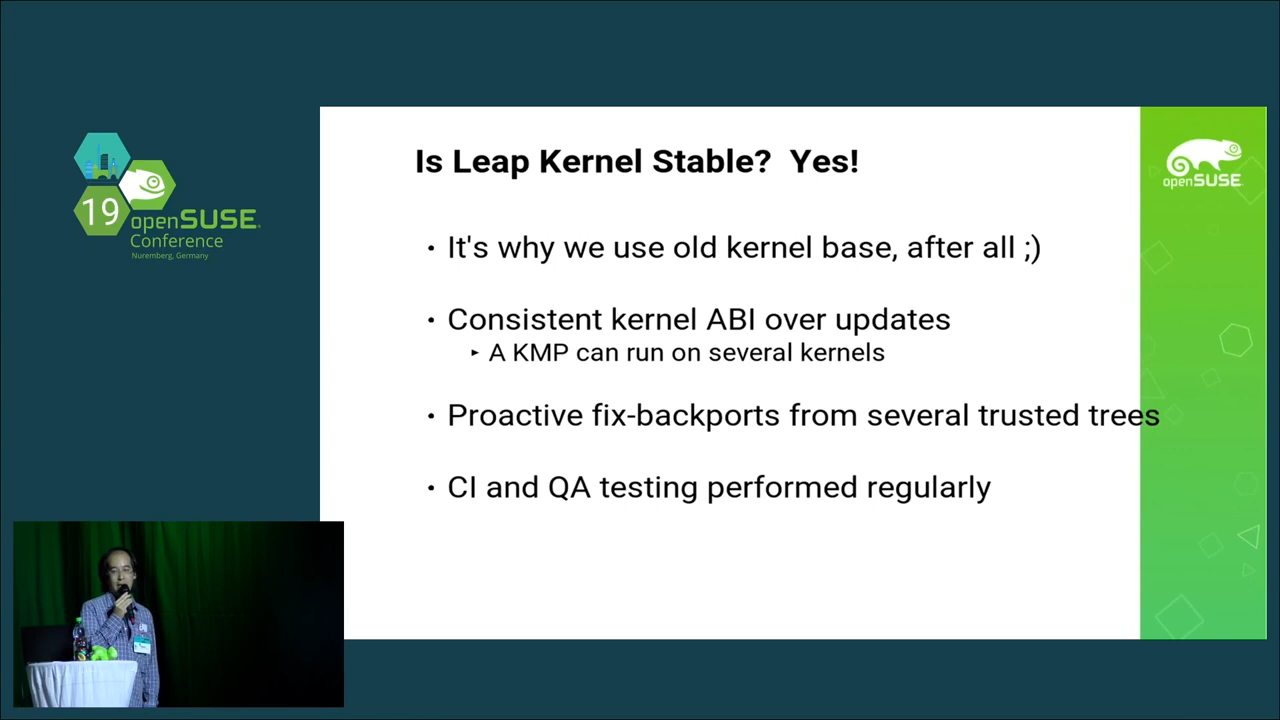 19
openSUSE
Conference
Nuremberg, Germany
Is Leap Kernel Stable?  Yes!
openSUSE
• It's why we use old kernel base, after all ;)
• Consistent kernel ABI over updates
‣ A KMP can run on several kernels
• Proactive fix-backports from several trusted trees
• CI and QA testing performed regularly